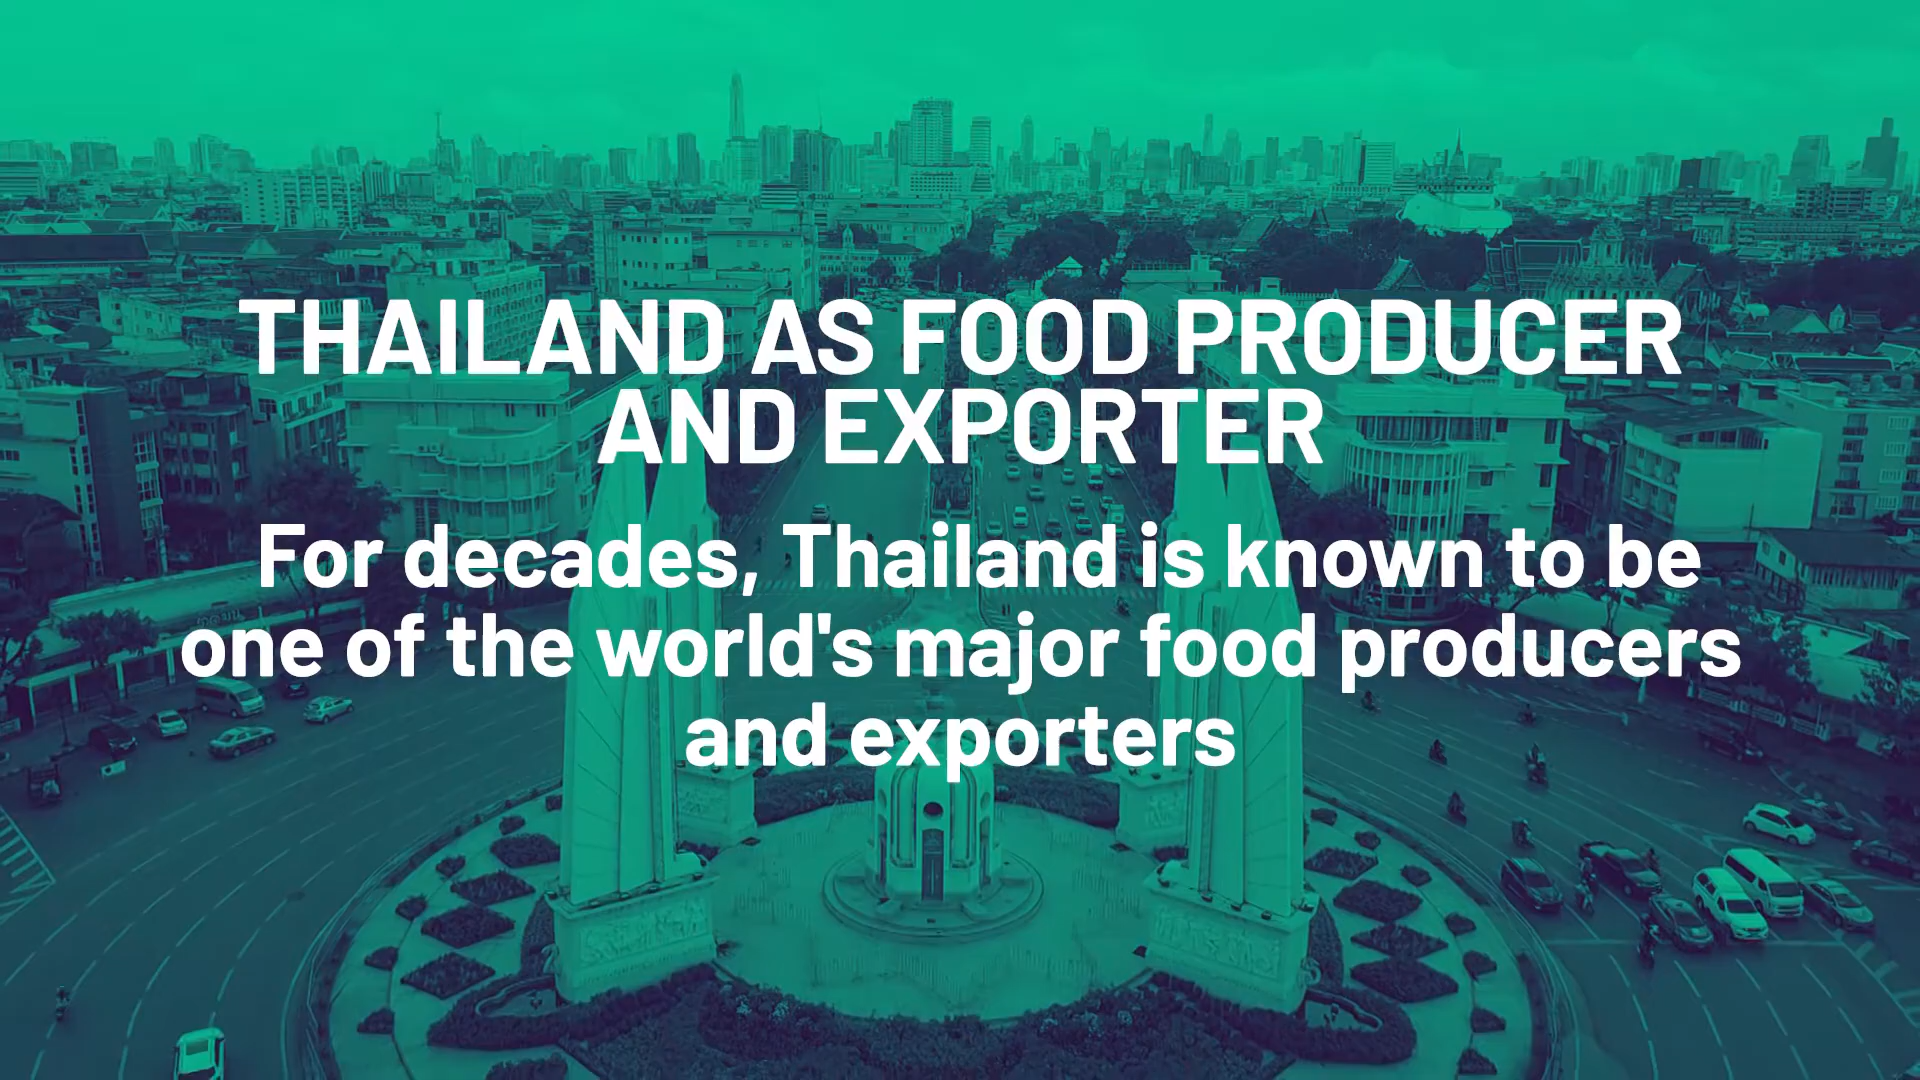 THAILAND AS FOOD PRODUCER
AND EXPORTER
For decades, Thailand is known to be
one of the world's major food producers
and exporters